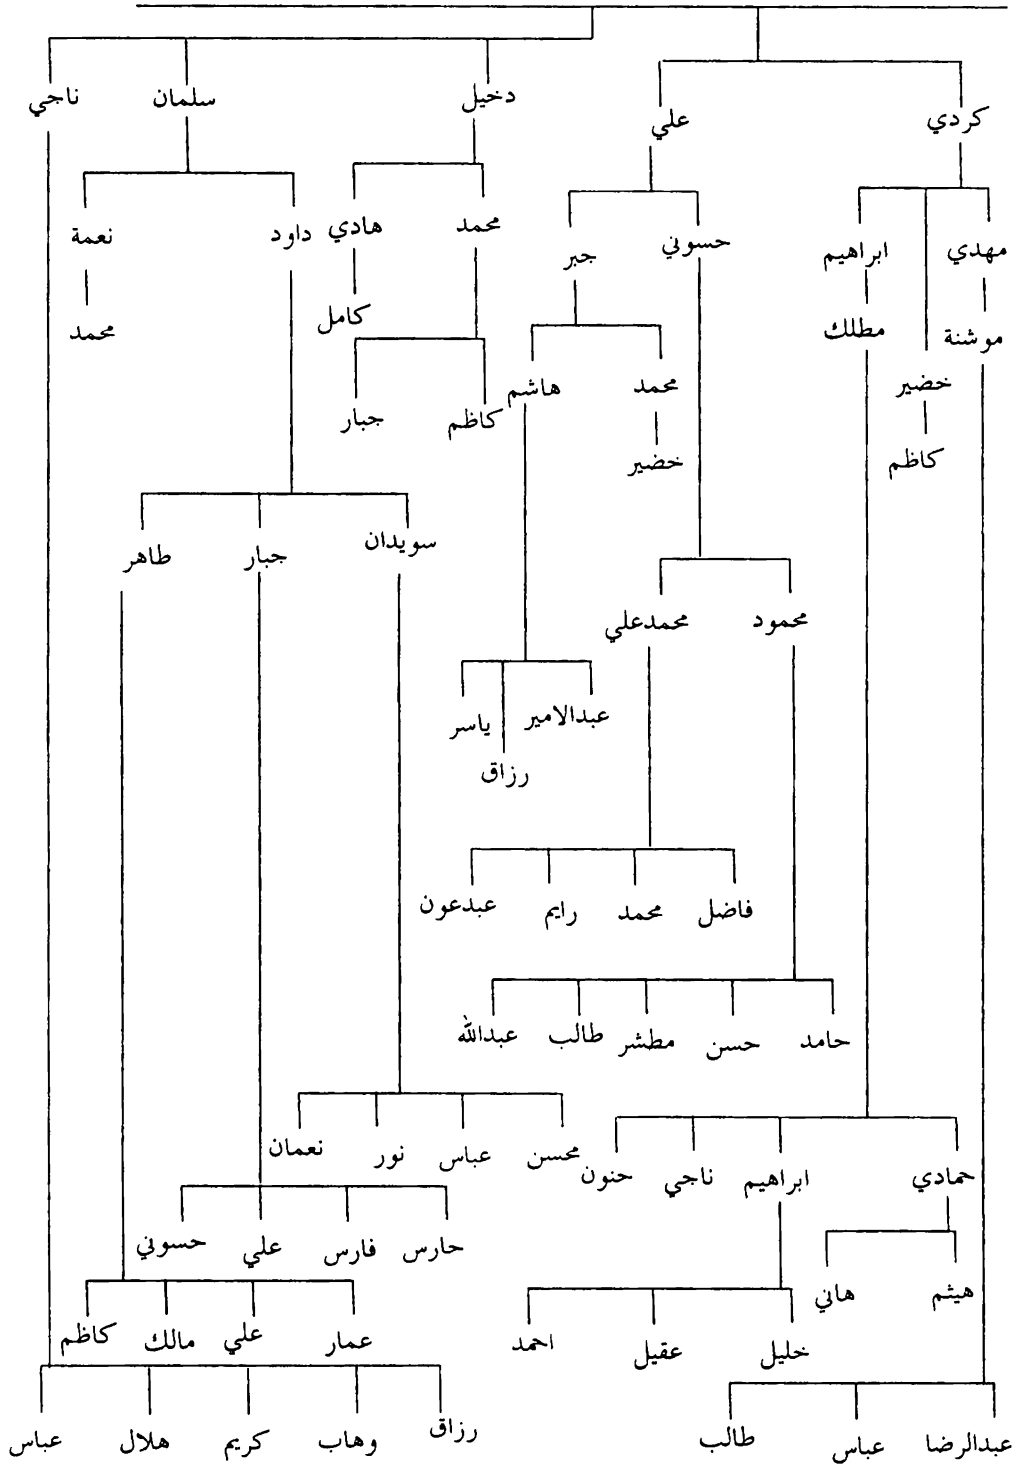 كردي علي دخيل سلمان ناجي
مهدي ابراهيم حسوني جبر محمد هادي داود نعمة
موشنة مطلك كامل محمد
خضير محمد هاشم كاظم جبار
كاظم خضير
سويدان جبار طاهر
محمود محمدعلي
عبدالامير ياسر
رزاق
فاضل محمد رايم عبدعون
حامد حسن مطشر طالب عبدالله
محسن عباس نور نعمان
حمادي ابراهيم ناجي حنون
حارس فارس علي حسوني
هيثم هاني
عمار علي مالك كاظم
خليل عقيل احمد
عبدالرضا عباس طالب رزاق وهاب كريم هلال عباس